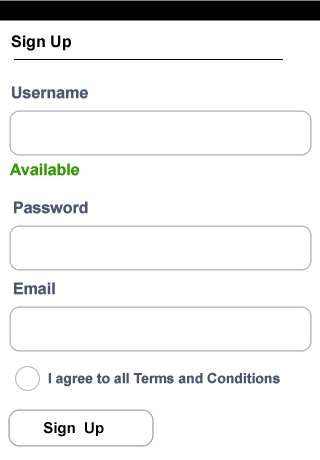 Sign Up
Username
Available
Password
Email
I agree to all Terms and Conditions
Sign Up